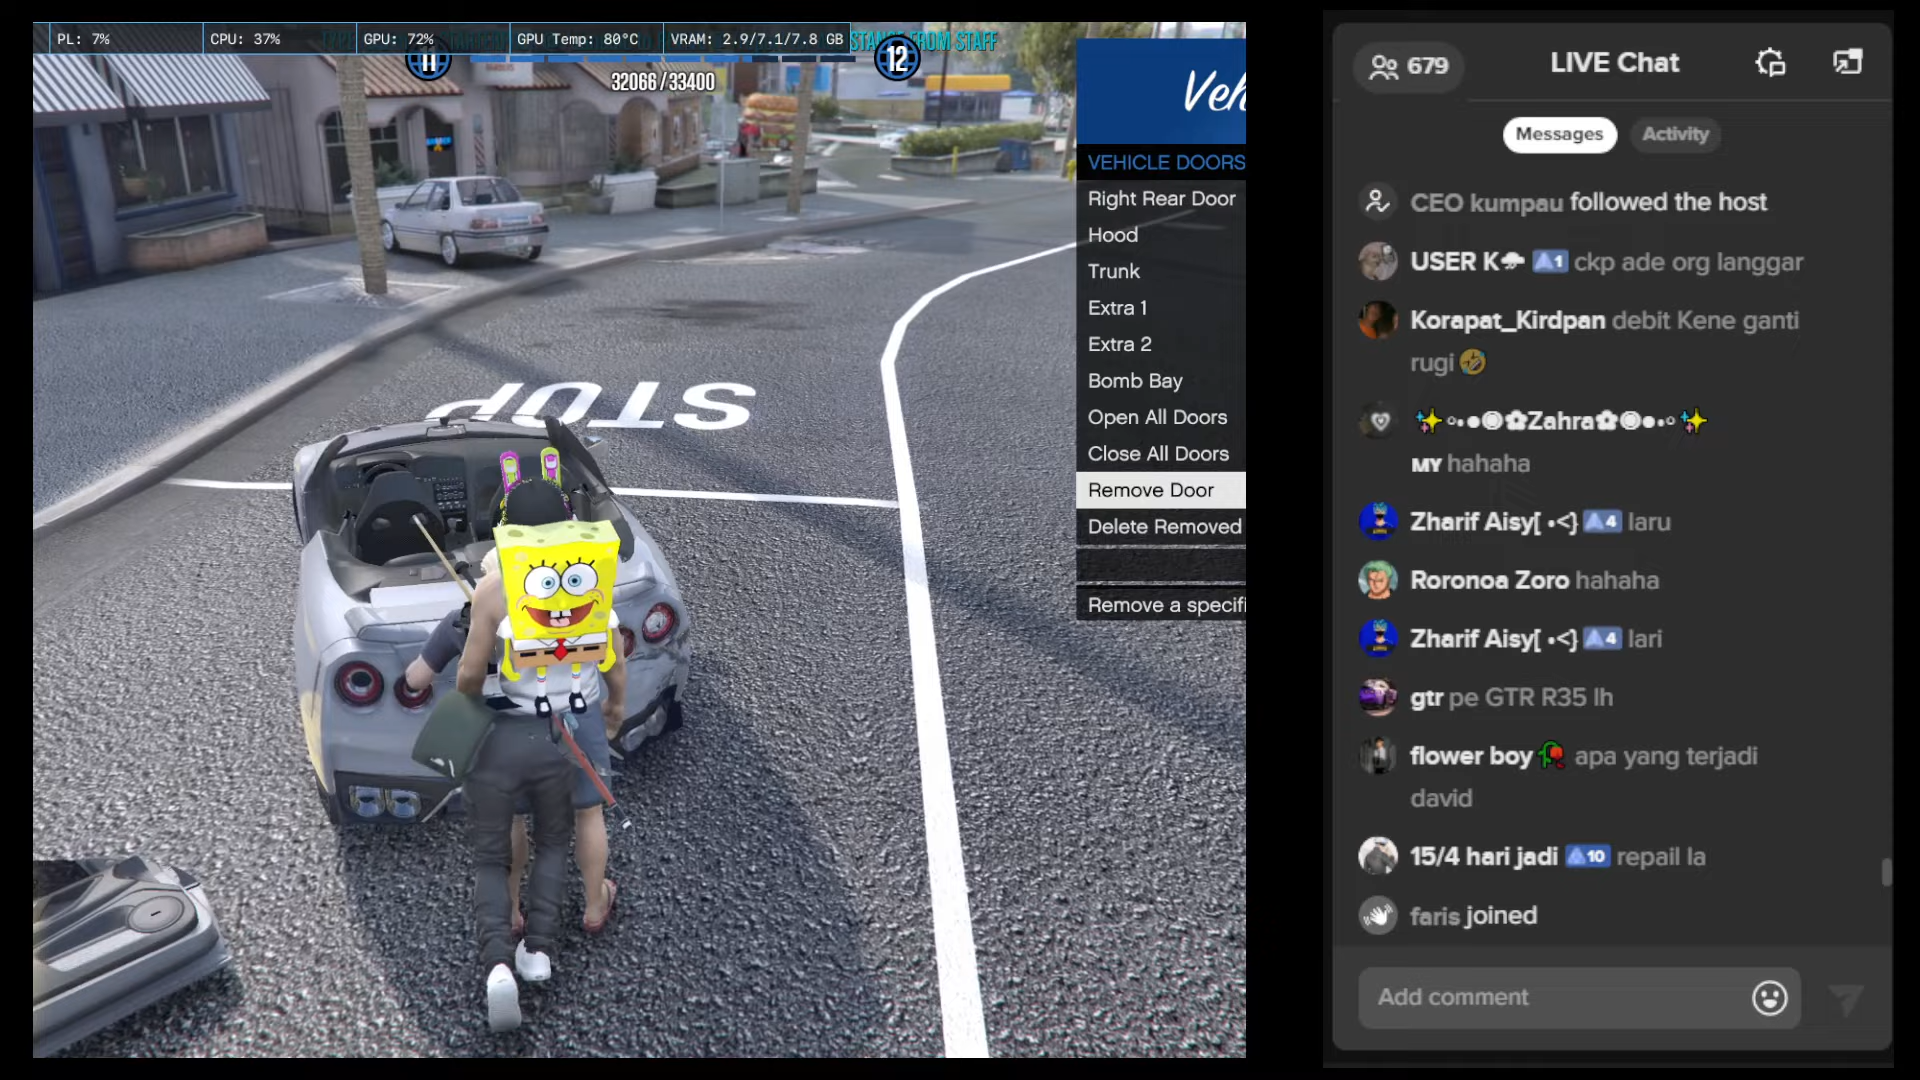 PL: 7%
CPU: 37%
GPU: 72%
GPU Temp: 80°C
VRAM: 2.9/7.1/7.8 GB
FROM STAFF
11
12
32066/33400
Veh
VEHICLE DOORS
Right Rear Door
Hood
Trunk
Extra 1
Extra 2
Bomb Bay
Open All Doors
Close All Doors
Remove Door
Delete Removed
Remove a specifi
STOP
679
LIVE Chat
Messages
Activity
CEO kumpau followed the host
USER K 1 ckp ade org langgar
Korapat_Kirdpan debit Kene ganti
rugi 🤣
✨◦•●◉✿Zahra✿◉●•◦✨
MY hahaha
Zharif Aisy[ •<} 4 laru
Roronoa Zoro hahaha
Zharif Aisy[ •<} 4 lari
gtr pe GTR R35 lh
flower boy🥀 apa yang terjadi
david
15/4 hari jadi 10 repail la
faris joined
Add comment